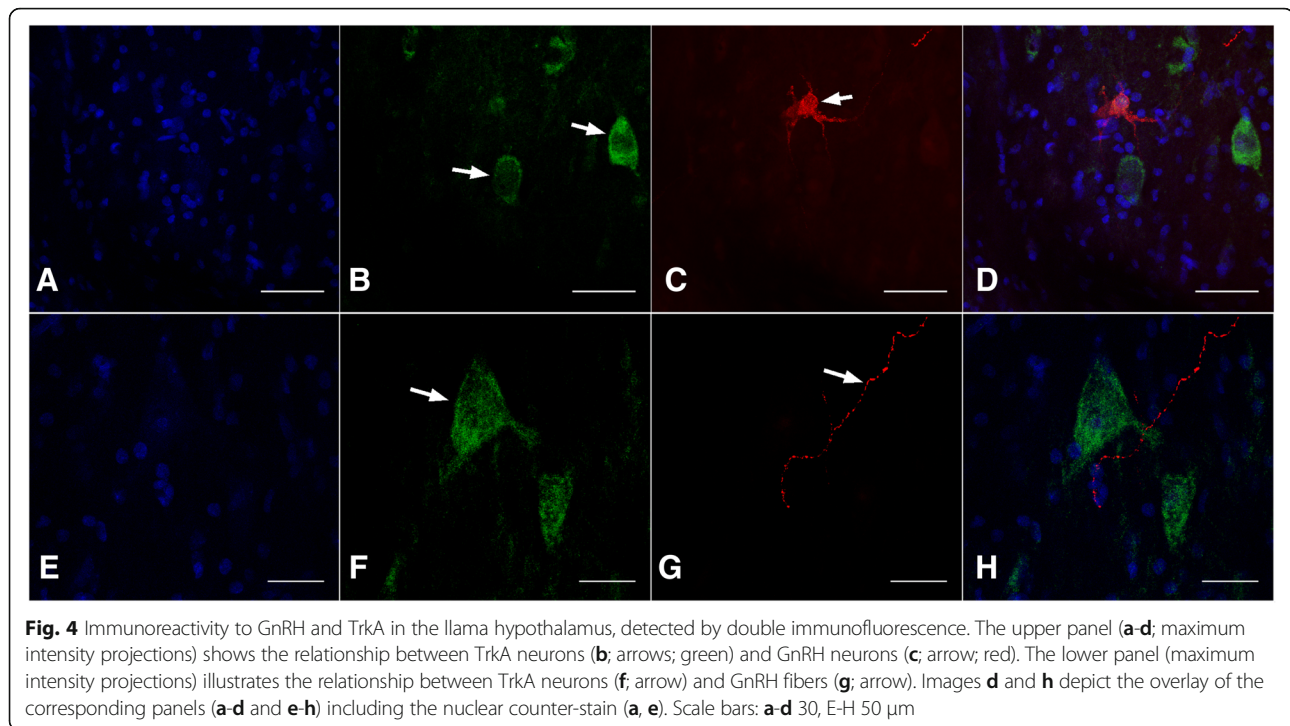 A B C D
E F G H
Fig. 4 Immunoreactivity to GnRH and TrkA in the llama hypothalamus, detected by double immunofluorescence. The upper panel (a-d; maximum
intensity projections) shows the relationship between TrkA neurons (b; arrows; green) and GnRH neurons (c; arrow; red). The lower panel (maximum
intensity projections) illustrates the relationship between TrkA neurons (f; arrow) and GnRH fibers (g; arrow). Images d and h depict the overlay of the
corresponding panels (a-d and e-h) including the nuclear counter-stain (a, e). Scale bars: a-d 30, E-H 50 μm